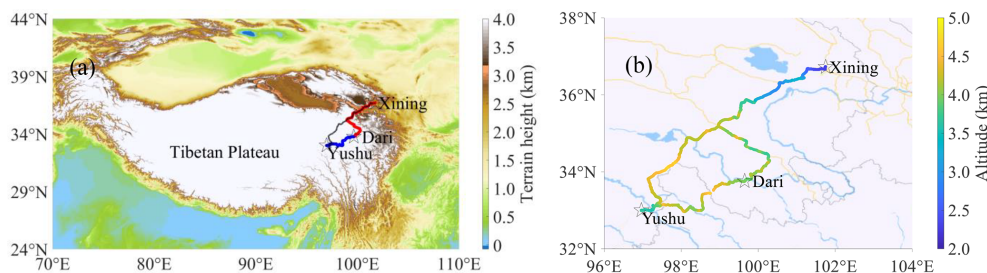 44°N
39°N
34°N
29°N
24°N
70°E
80°E
90°E
100°E
110°E
(a)
Xining
Dari
Yushu
Tibetan Plateau
4.0
3.5
3.0
2.5
2.0
1.5
1.0
0.5
0
Terrain height (km)
38°N
36°N
34°N
32°N
96°E
98°E
100°E
102°E
104°E
(b)
Xining
Dari
Yushu
5.0
4.5
4.0
3.5
3.0
2.5
2.0
Altitude (km)